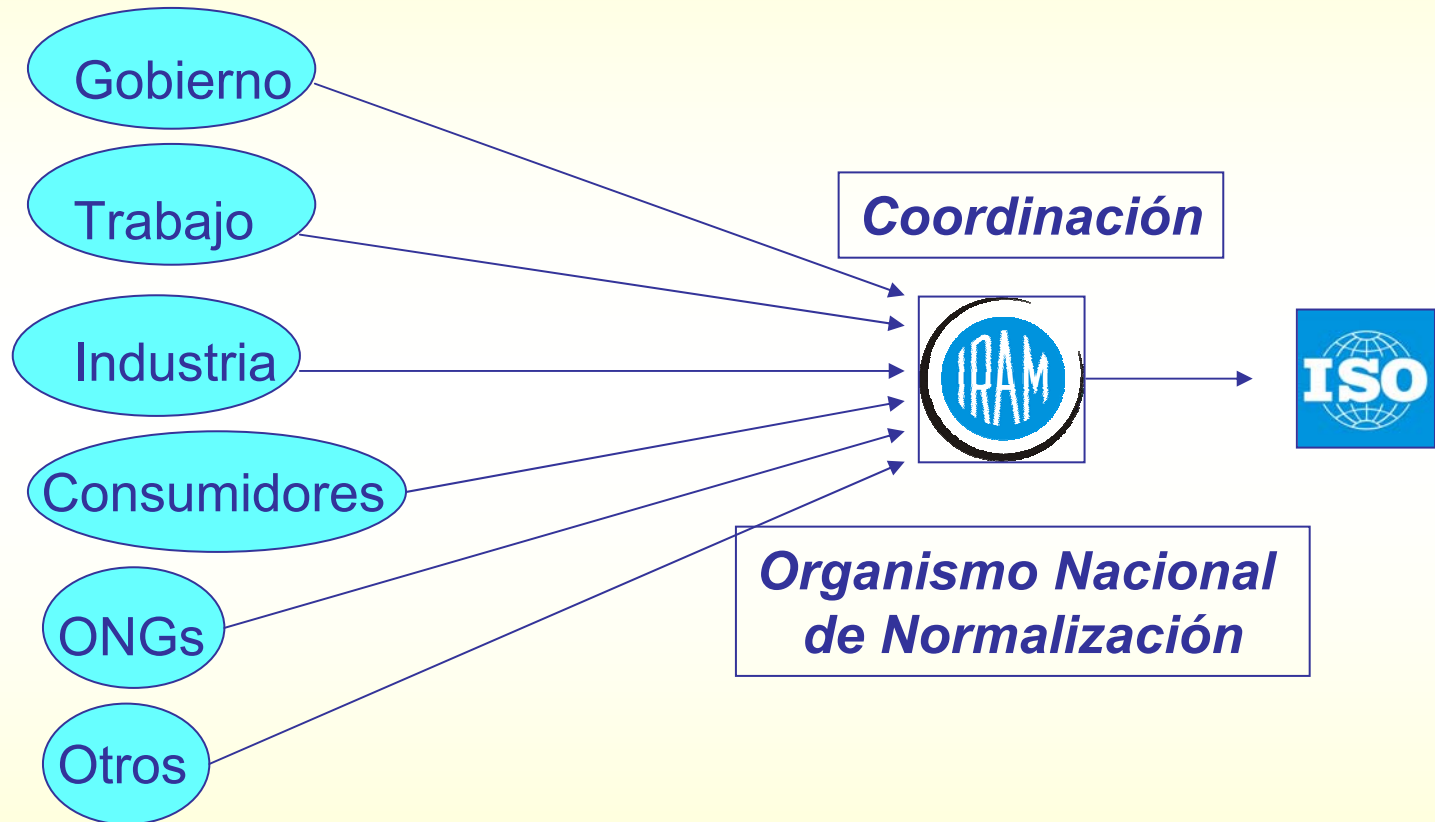 Gobierno
Trabajo
Industria
Consumidores
ONGs
Otros
Coordinación
IRAM
ISO
Organismo Nacional
de Normalización